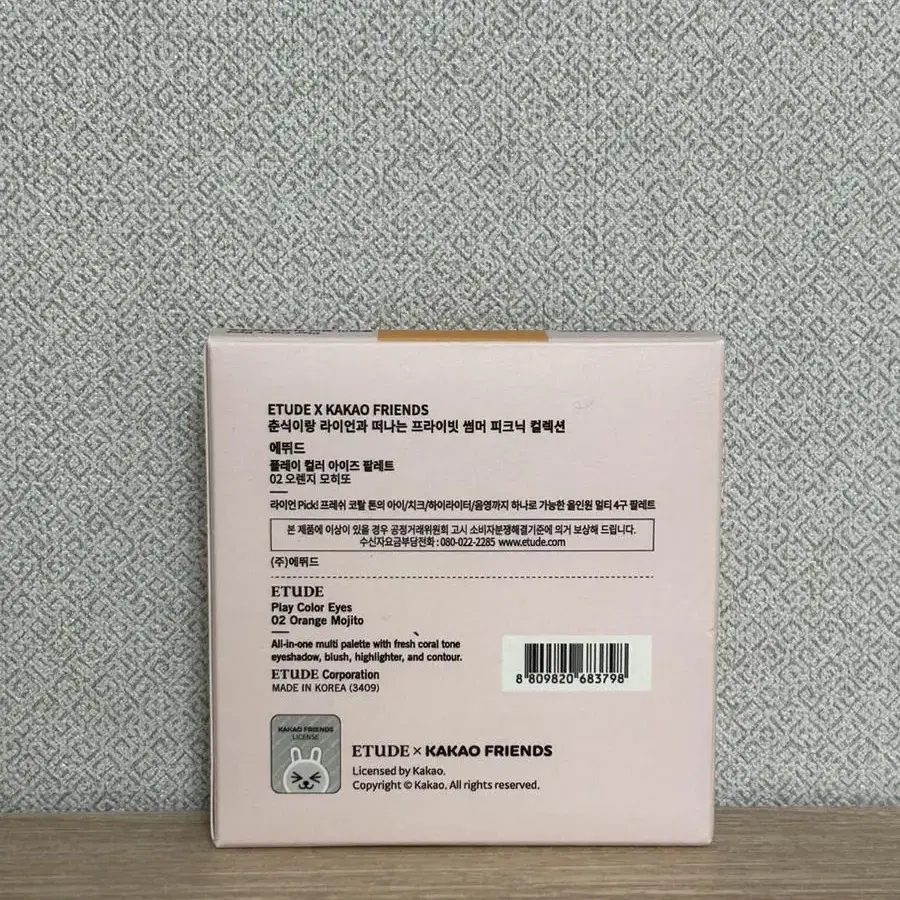 ETUDE X KAKAO FRIENDS
춘식이랑 라이언과 떠나는 프라이빗 썸머 피크닉 컬렉션
에뛰드
플레이 컬러 아이즈 팔레트
02 오렌지 모히또
라이언 Pick! 프레쉬 코랄 톤의 아이/치크/하이라이터/음영까지 하나로 가능한 올인원 멀티 4구 팔레트
본 제품에 이상이 있을 경우 공정거래위원회 고시 소비자분쟁해결기준에 의거 보상해 드립니다.
수신자요금부담전화 : 080-022-2285 www.etude.com
(주)에뛰드
ETUDE
Play Color Eyes
02 Orange Mojito
All-in-one multi palette with fresh coral tone
eyeshadow, blush, highlighter, and contour.
ETUDE Corporation
MADE IN KOREA (3409)
8 809820 683798
KAKAO FRIENDS
LICENSE
ETUDE × KAKAO FRIENDS
Licensed by Kakao.
Copyright © Kakao. All rights reserved.